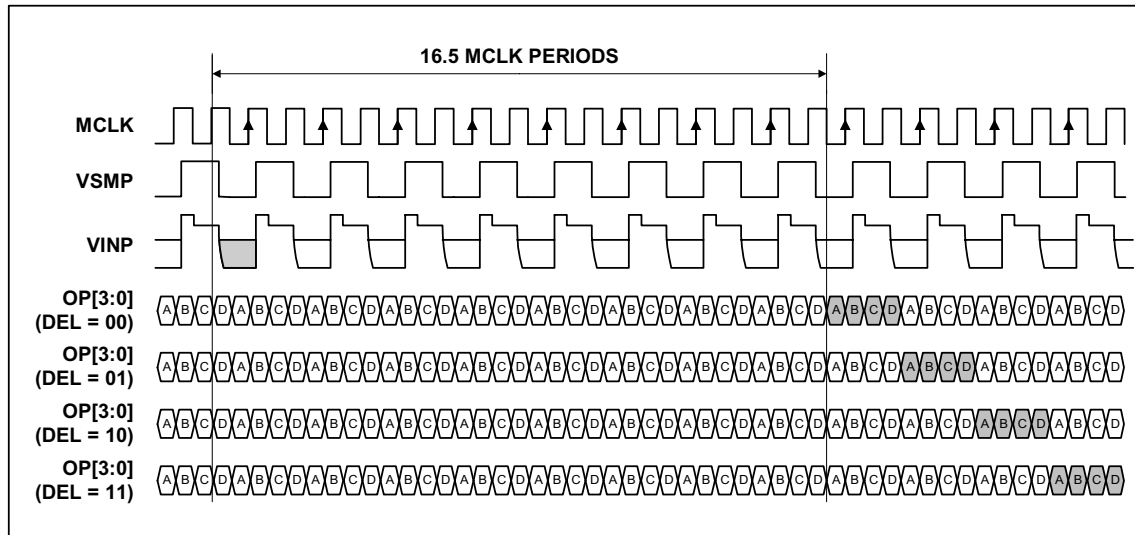 16.5 MCLK PERIODS
MCLK
VSMP
VINP
OP[3:0]
(DEL = 00)
A B C D A B C D A B C D A B C D A B C D A B C D A B C D A B C D A B C D A B C D A B C D A B C D A B C D
OP[3:0]
(DEL = 01)
A B C D A B C D A B C D A B C D A B C D A B C D A B C D A B C D A B C D A B C D A B C D A B C D A B C D
OP[3:0]
(DEL = 10)
A B C D A B C D A B C D A B C D A B C D A B C D A B C D A B C D A B C D A B C D A B C D A B C D A B C D
OP[3:0]
(DEL = 11)
A B C D A B C D A B C D A B C D A B C D A B C D A B C D A B C D A B C D A B C D A B C D A B C D A B C D